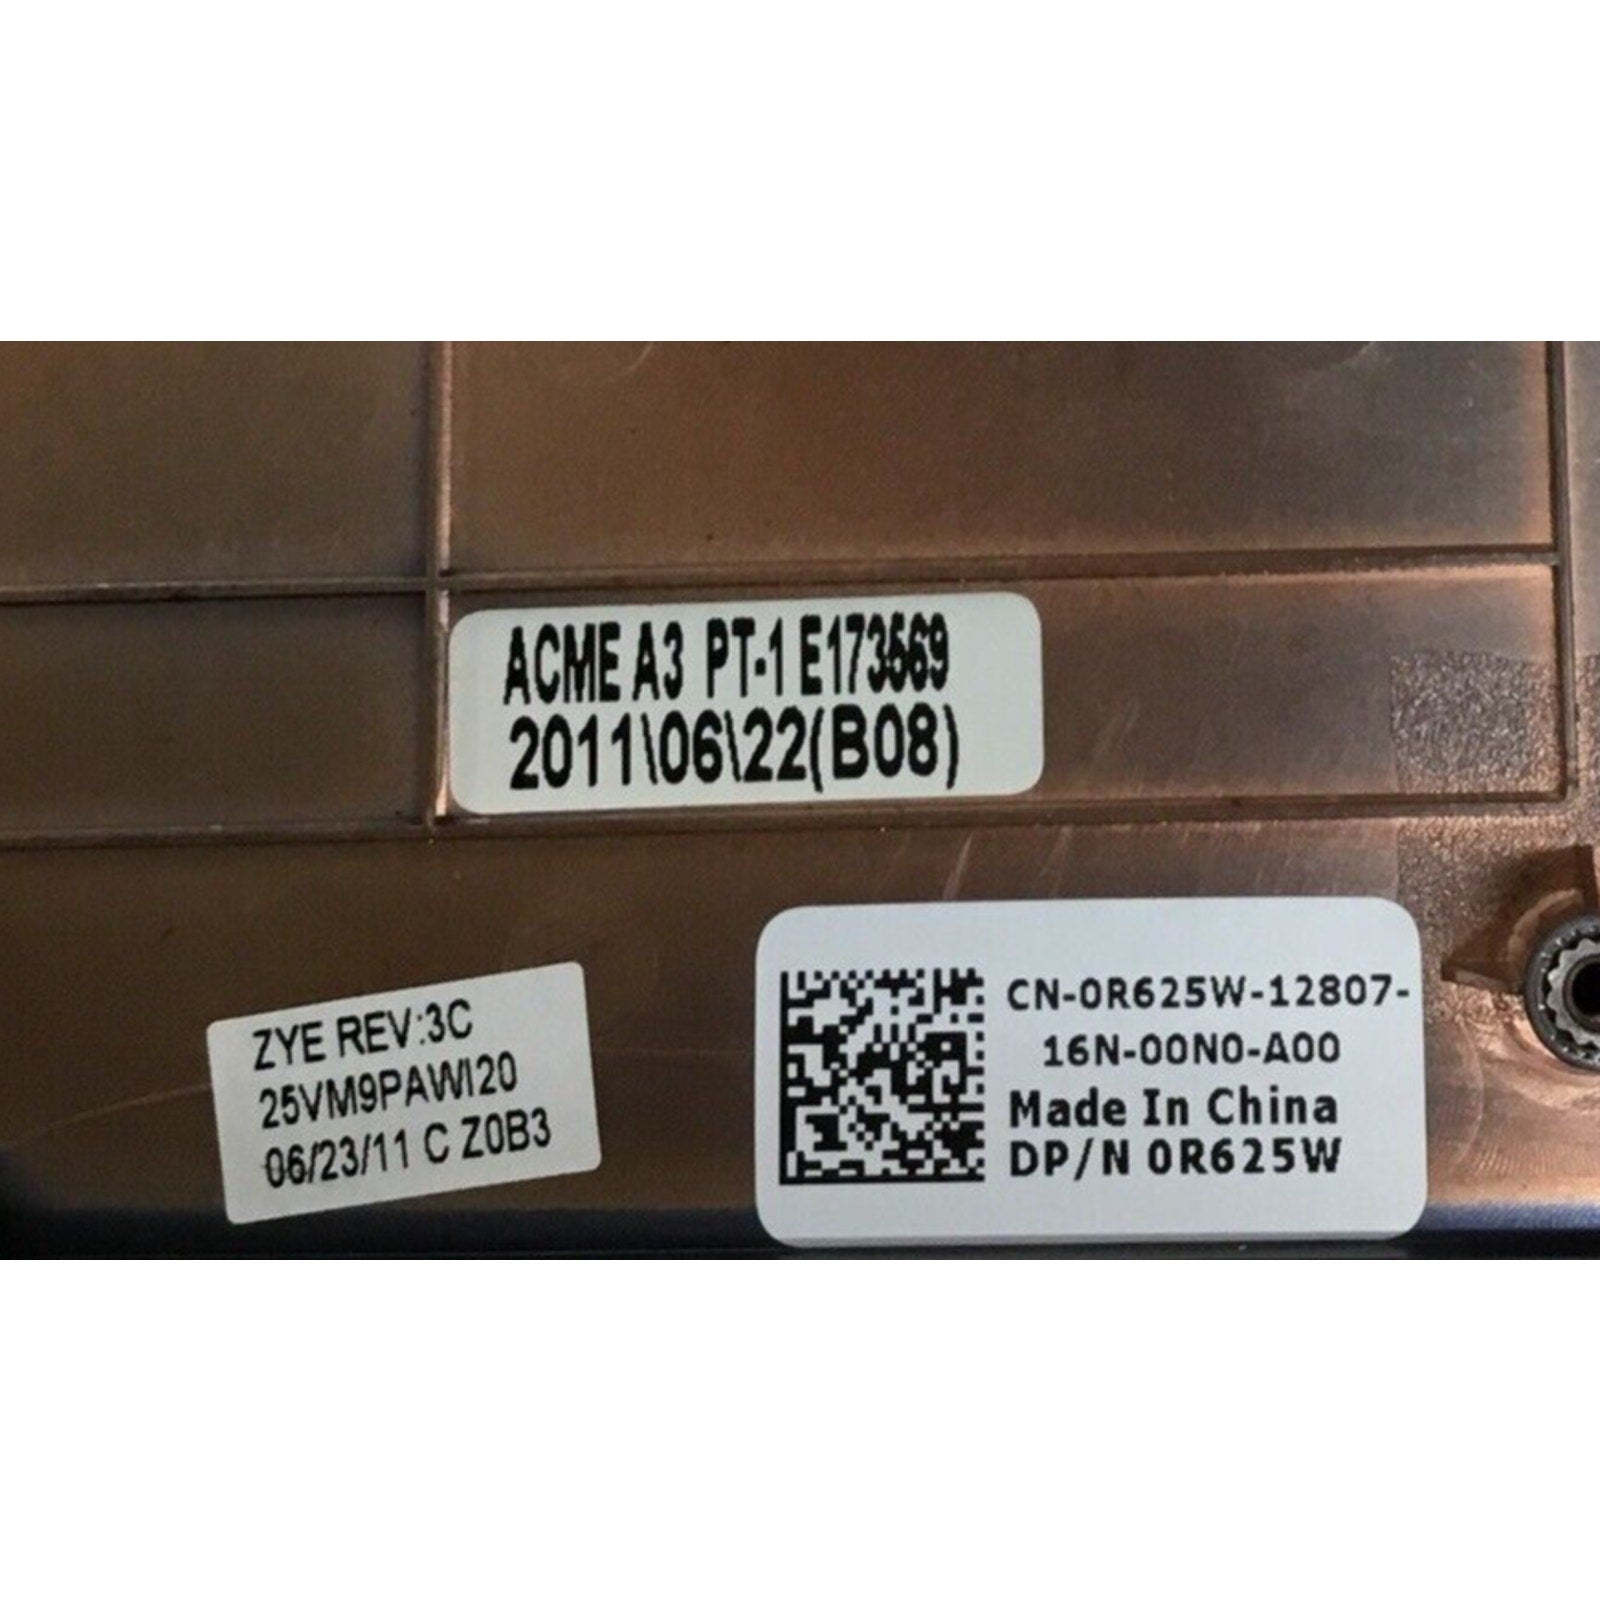 ACME A3 PT-1 E173569
2011\06\22(B08)
ZYE REV:3C
25VM9PAWI20
06/23/11 C Z0B3
CN-0R625W-12807-
16N-00N0-A00
Made In China
DP/N 0R625W